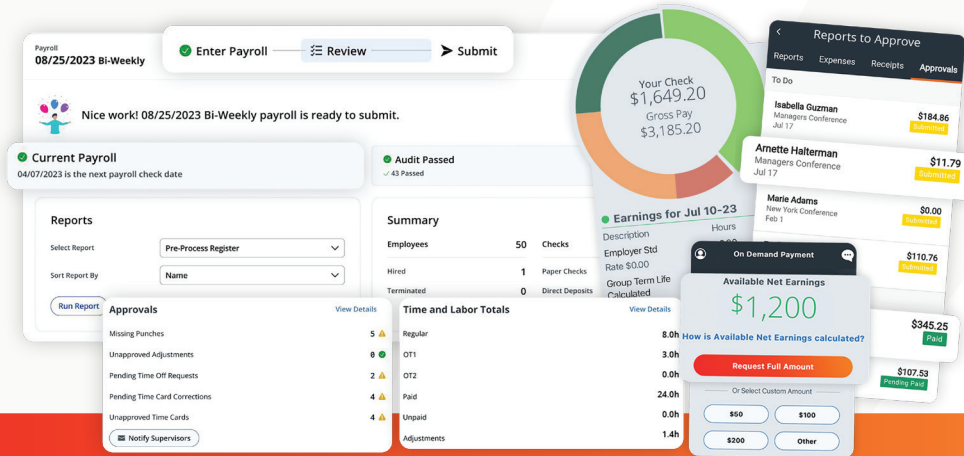 Payroll
08/25/2023 Bi-Weekly
Enter Payroll
Review
Submit
Nice work! 08/25/2023 Bi-Weekly payroll is ready to submit.
Current Payroll
04/07/2023 is the next payroll check date
Audit Passed
43 Passed
Reports
Select Report
Pre-Process Register
Sort Report By
Name
Run Report
Summary
Employees 50
Hired 1
Terminated 0
Checks
Paper Checks
Direct Deposits
Approvals View Details
Missing Punches 5
Unapproved Adjustments 0
Pending Time Off Requests 2
Pending Time Card Corrections 4
Unapproved Time Cards 4
Notify Supervisors
Time and Labor Totals View Details
Regular 8.0h
OT1 3.0h
OT2 0.0h
Paid 24.0h
Unpaid 0.0h
Adjustments 1.4h
Your Check
$1,649.20
Gross Pay
$3,185.20
Earnings for Jul 10-23
Description Hours
Employer Std
Rate $0.00
Group Term Life
Calculated
On Demand Payment
Available Net Earnings
$1,200
How is Available Net Earnings calculated?
Request Full Amount
Or Select Custom Amount
$50 $100
$200 Other
Reports to Approve
Reports Expenses Receipts Approvals
To Do
Isabella Guzman $184.86
Managers Conference Submitted
Jul 17
Arnette Halterman $11.79
Managers Conference Submitted
Jul 17
Marie Adams $0.00
New York Conference Submitted
Feb 1
$110.76
Submitted
$345.25
Paid
$107.53
Pending Paid